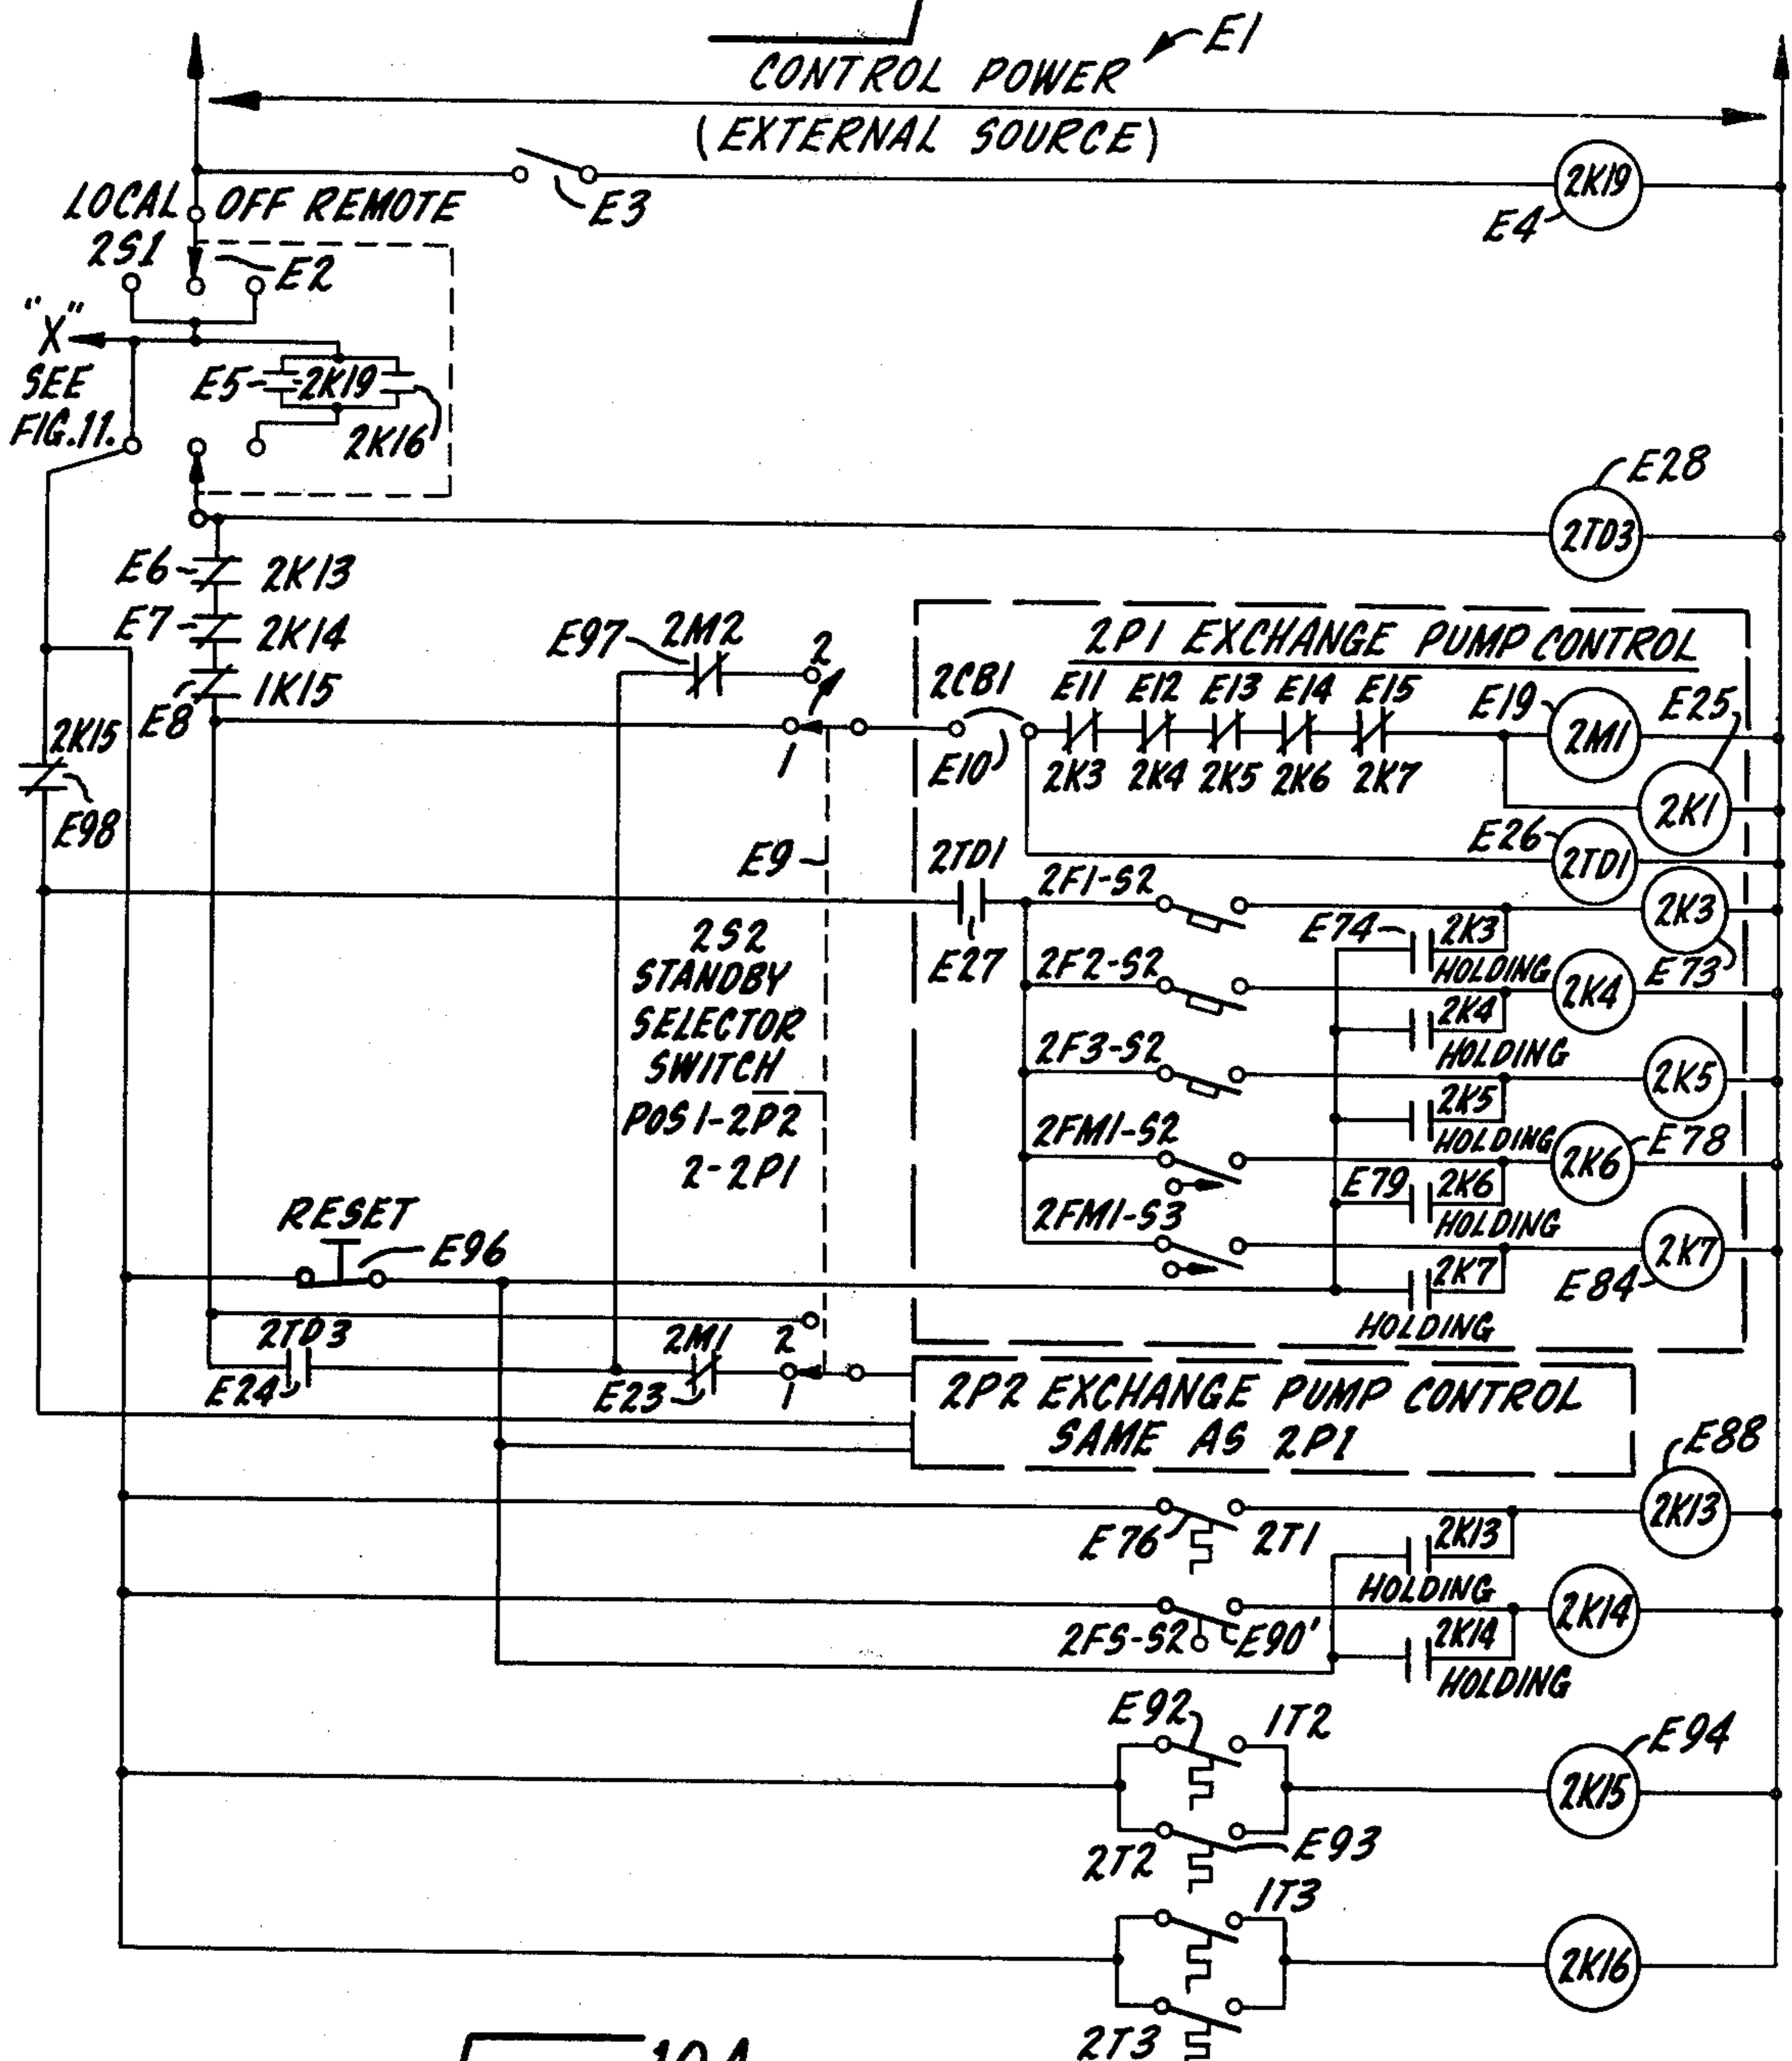 CONTROL POWER E1
(EXTERNAL SOURCE)
2K19
E3
E4
LOCAL OFF REMOTE
2S1
E2
"X"
SEE
FIG.11.
E5 2K19
2K16
E28
2TD3
E6 2K13
E7 2K14
E8 1K15
E97 2M2 2
1
2P1 EXCHANGE PUMP CONTROL
2CB1 E11 E12 E13 E14 E15 E19 E25
2M1
E10 2K3 2K4 2K5 2K6 2K7
2K1
2K15
E98
E9
E26 2TD1
2TD1
E27
2F1-S2
2K3
E73
E74 2K3
HOLDING
2S2
STANDBY
SELECTOR
SWITCH
POS 1-2P2
2-2P1
2F2-S2
2K4
2K4
HOLDING
2F3-S2
2K5
2K5
HOLDING
2FM1-S2
2K6
E78
E79 2K6
HOLDING
2FM1-S3
2K7
E84
2K7
HOLDING
RESET
E96
2TD3
E24
2M1 2
E23 1
2P2 EXCHANGE PUMP CONTROL
SAME AS 2P1
E88
2K13
E76 2T1
2K13
HOLDING
2K14
2FS-S2 E90'
2K14
HOLDING
E92 1T2
E94
2K15
2T2 E93
1T3
2K16
2T3
10A